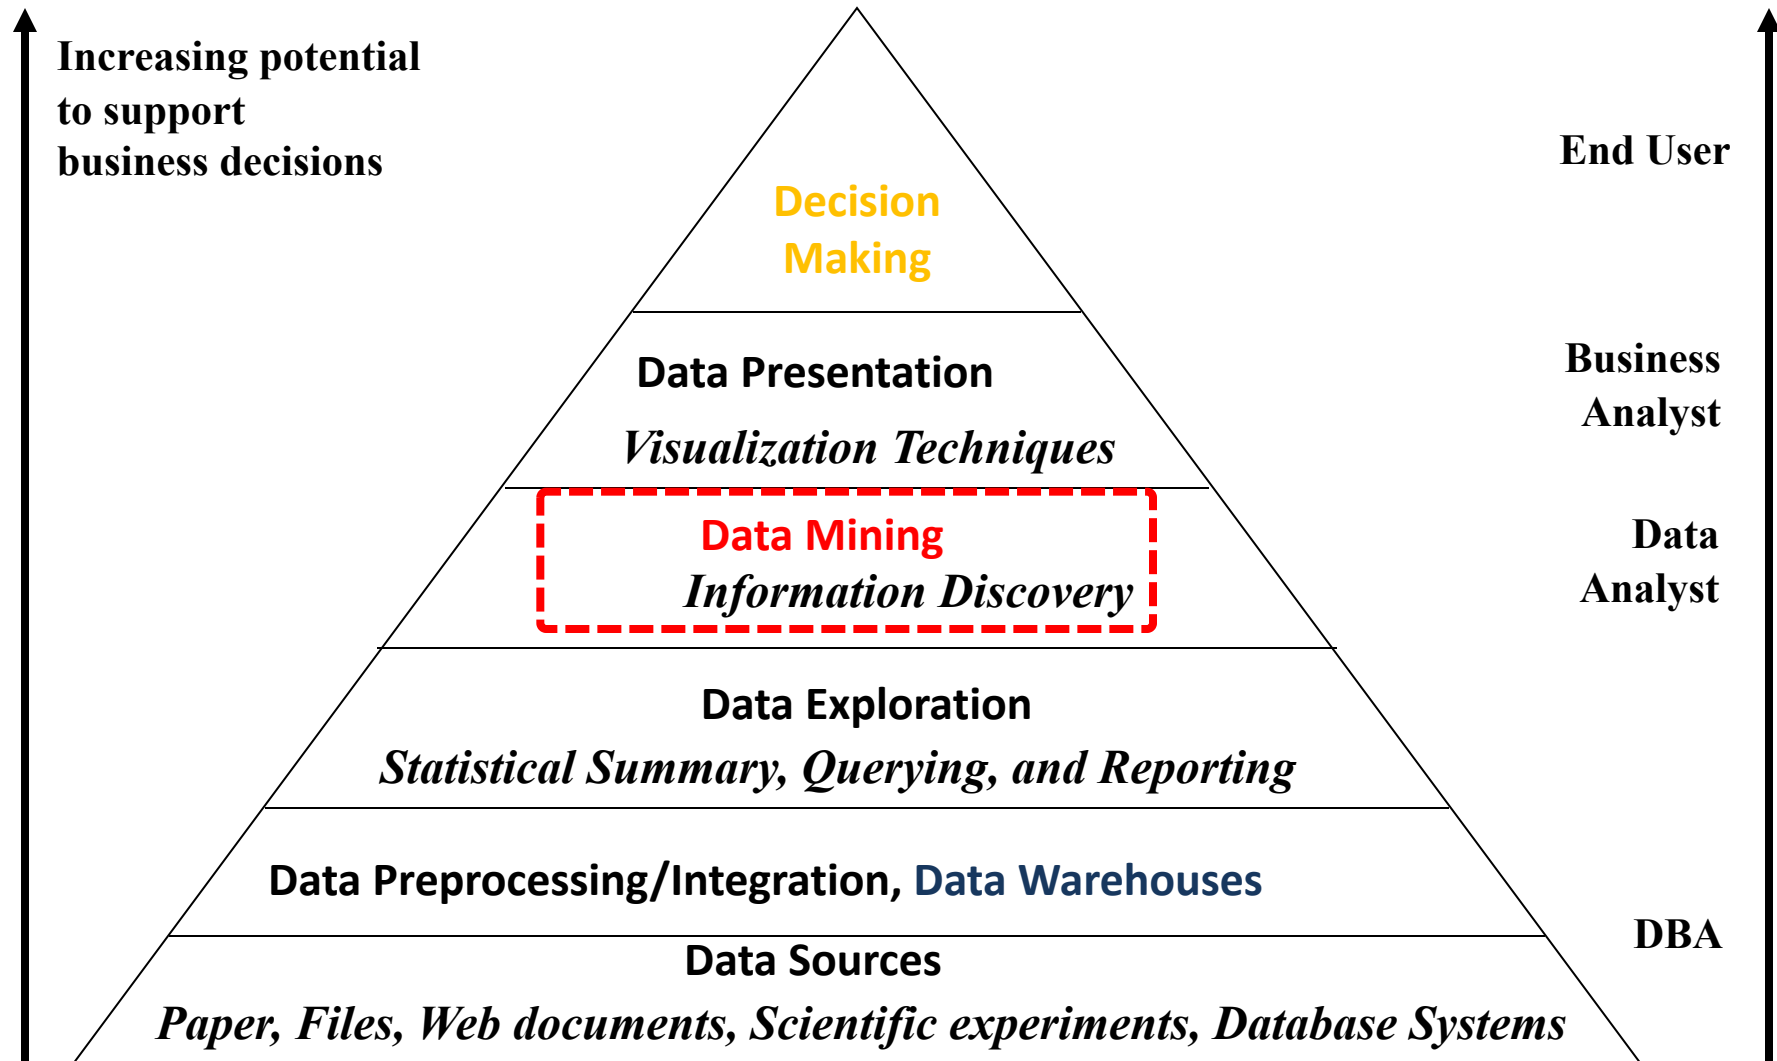 Increasing potential
to support
business decisions
End User
Decision
Making
Data Presentation
Visualization Techniques
Business
Analyst
Data Mining
Information Discovery
Data
Analyst
Data Exploration
Statistical Summary, Querying, and Reporting
Data Preprocessing/Integration, Data Warehouses
DBA
Data Sources
Paper, Files, Web documents, Scientific experiments, Database Systems